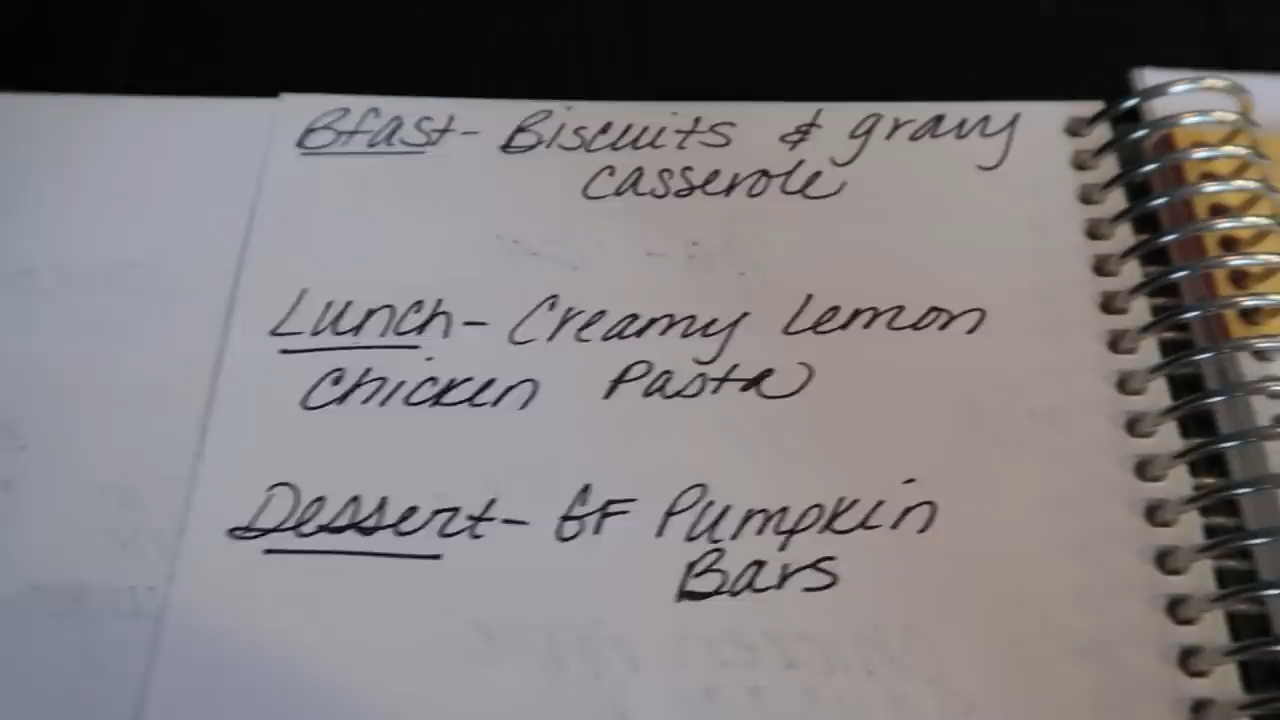 Bfast- Biscuits & gravy
casserole
Lunch- Creamy Lemon
Chicken Pasta
Dessert- GF Pumpkin
Bars